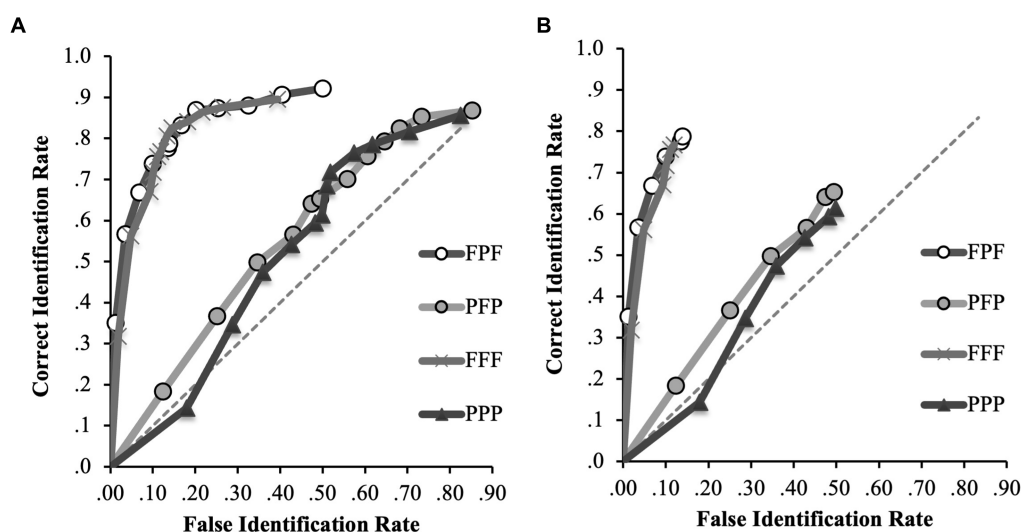 A
1.0
.9
.8
.7
.6
.5
.4
.3
.2
.1
.0
Correct Identification Rate
.00 .10 .20 .30 .40 .50 .60 .70 .80 .90
False Identification Rate
FPF
PFP
FFF
PPP
B
1.0
.9
.8
.7
.6
.5
.4
.3
.2
.1
.0
Correct Identification Rate
.00 .10 .20 .30 .40 .50 .60 .70 .80 .90
False Identification Rate
FPF
PFP
FFF
PPP